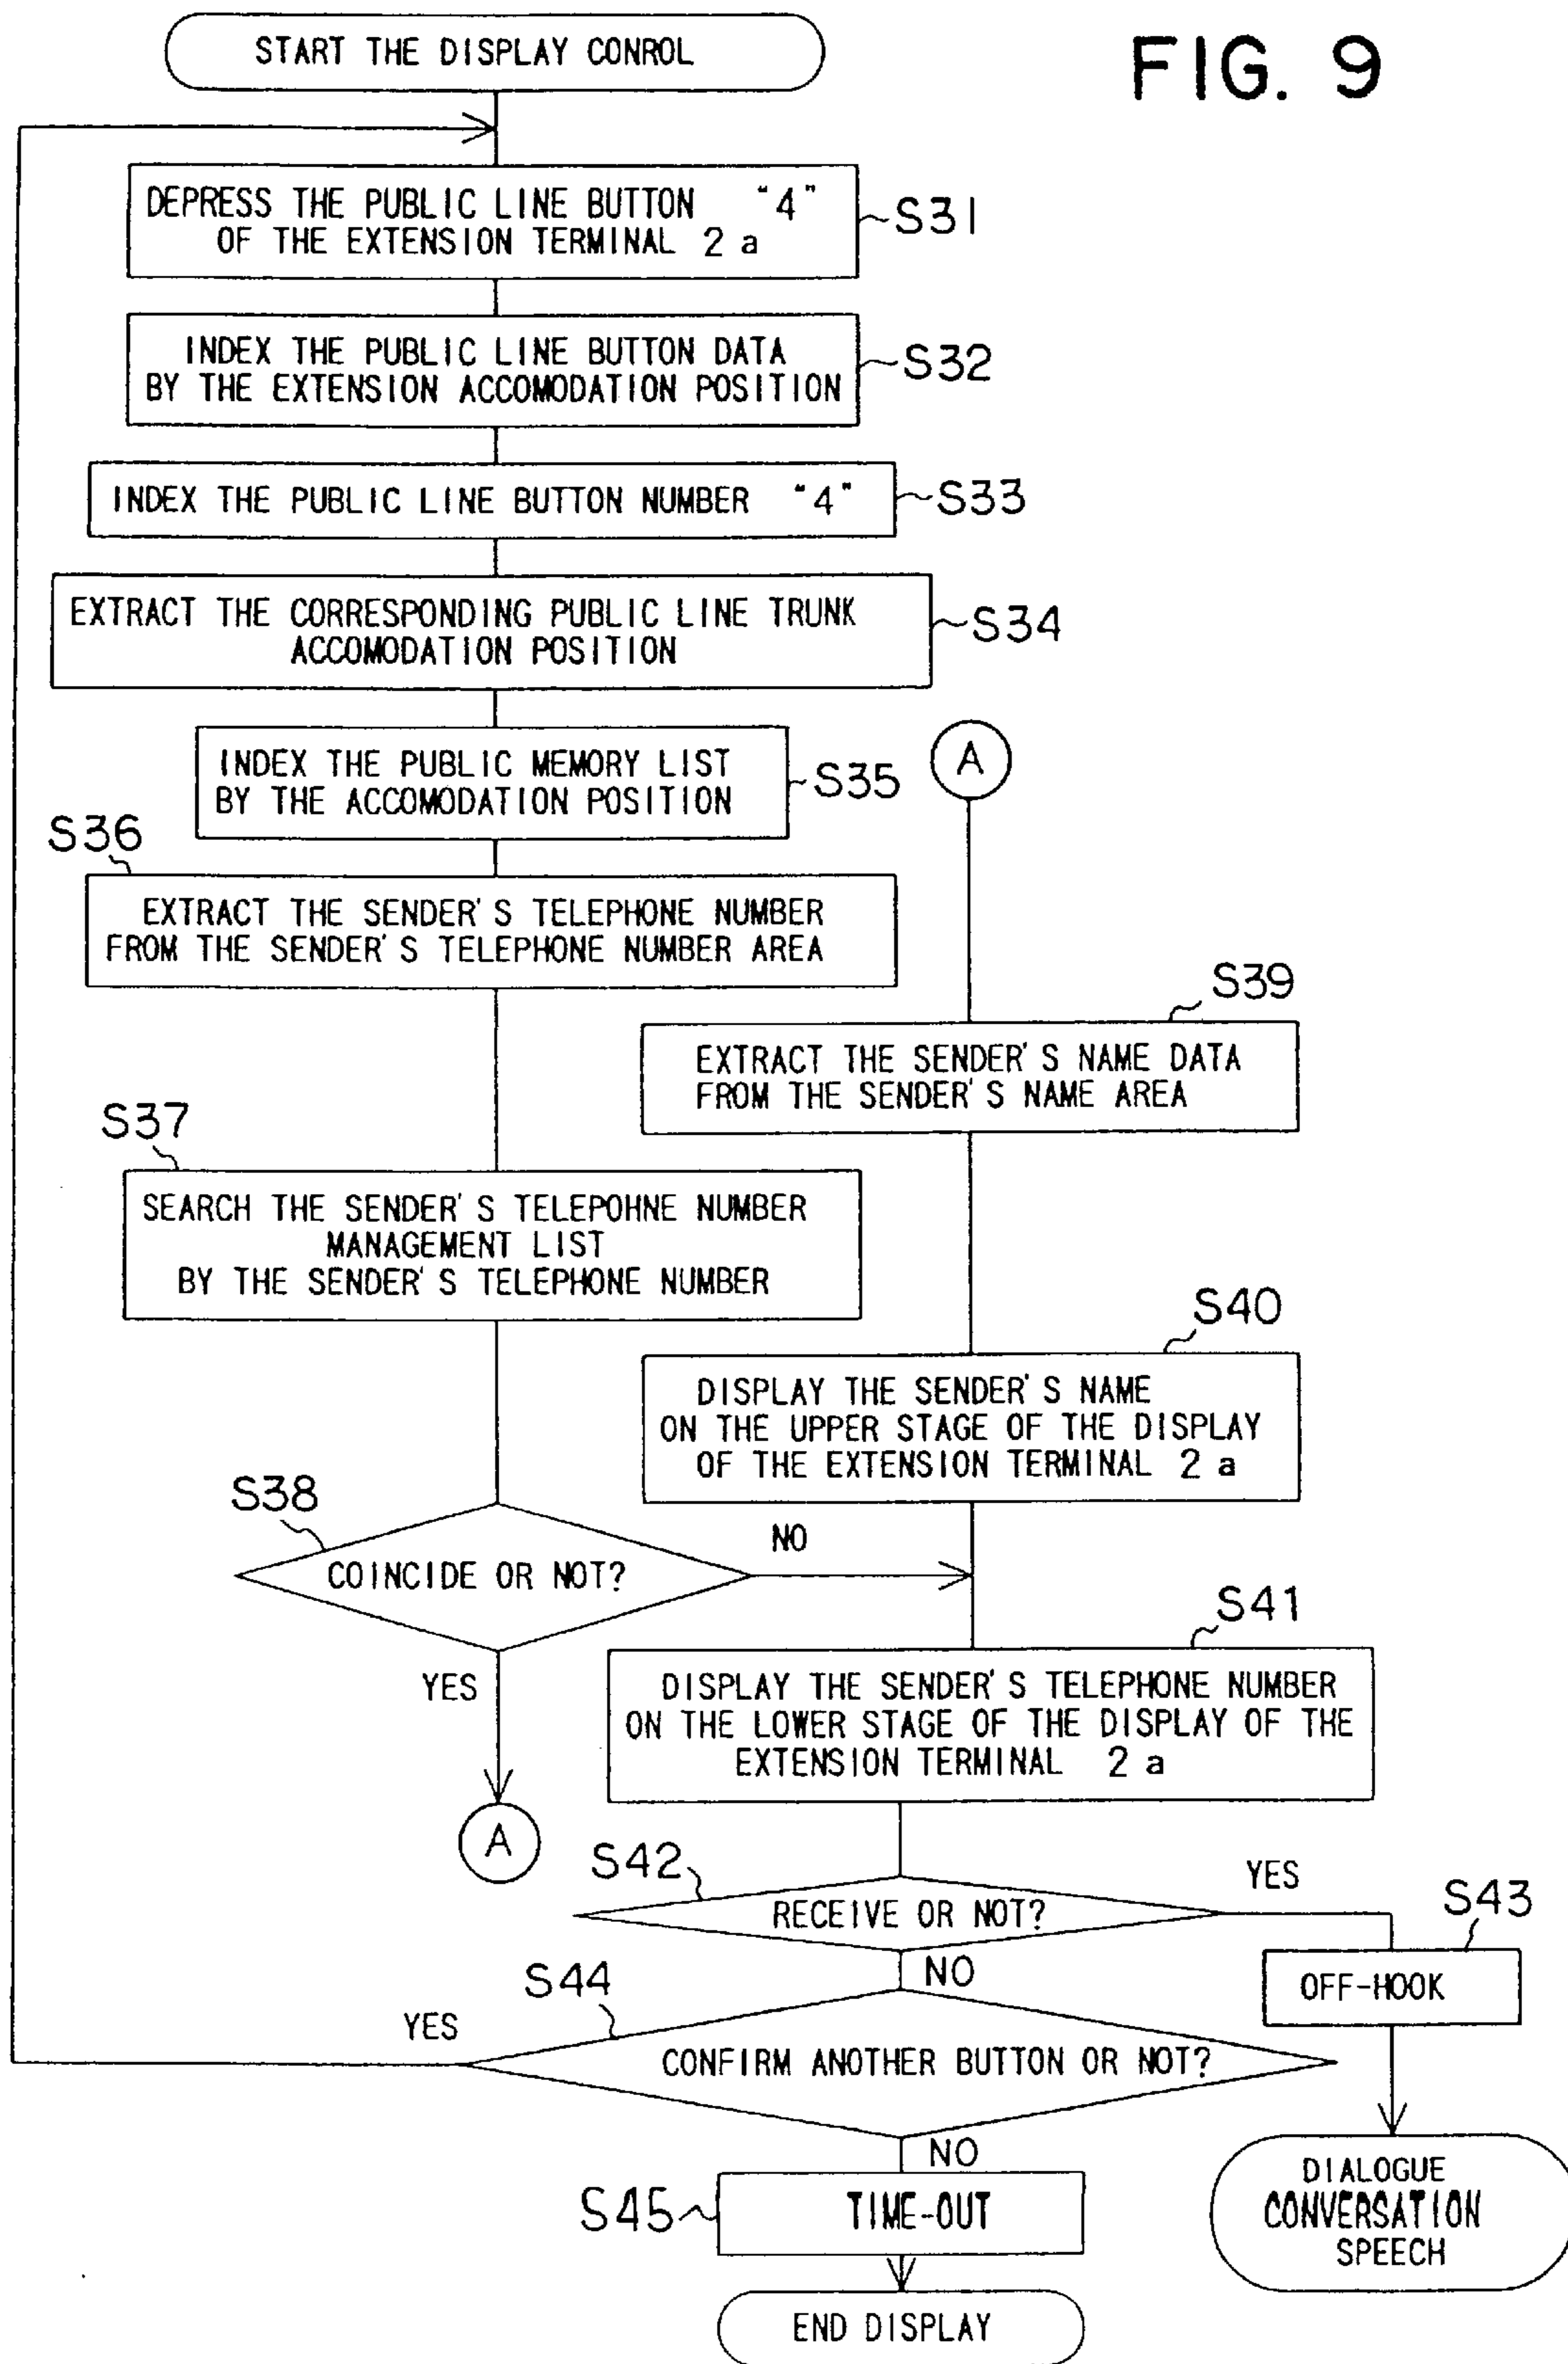 FIG. 9
START THE DISPLAY CONROL
DEPRESS THE PUBLIC LINE BUTTON "4"
OF THE EXTENSION TERMINAL 2 a
S31
INDEX THE PUBLIC LINE BUTTON DATA
BY THE EXTENSION ACCOMODATION POSITION
S32
INDEX THE PUBLIC LINE BUTTON NUMBER "4"
S33
EXTRACT THE CORRESPONDING PUBLIC LINE TRUNK
ACCOMODATION POSITION
S34
INDEX THE PUBLIC MEMORY LIST
BY THE ACCOMODATION POSITION
S35
S36
EXTRACT THE SENDER'S TELEPHONE NUMBER
FROM THE SENDER'S TELEPHONE NUMBER AREA
S37
SEARCH THE SENDER'S TELEPOHNE NUMBER
MANAGEMENT LIST
BY THE SENDER'S TELEPHONE NUMBER
S38
COINCIDE OR NOT?
NO
YES
A
A
S39
EXTRACT THE SENDER'S NAME DATA
FROM THE SENDER'S NAME AREA
S40
DISPLAY THE SENDER'S NAME
ON THE UPPER STAGE OF THE DISPLAY
OF THE EXTENSION TERMINAL 2 a
S41
DISPLAY THE SENDER'S TELEPHONE NUMBER
ON THE LOWER STAGE OF THE DISPLAY OF THE
EXTENSION TERMINAL 2 a
S42
RECEIVE OR NOT?
YES
NO
S43
OFF-HOOK
DIALOGUE
CONVERSATION
SPEECH
S44
CONFIRM ANOTHER BUTTON OR NOT?
YES
NO
S45
TIME-OUT
END DISPLAY